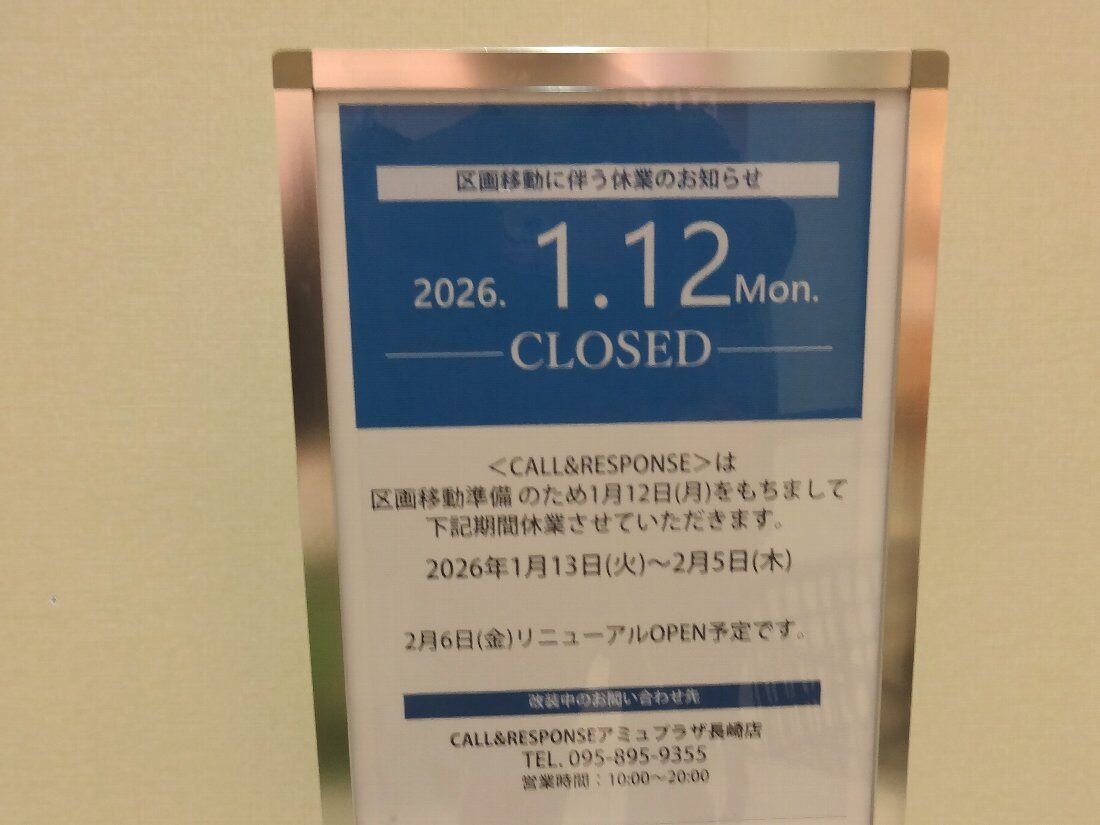 区画移動に伴う休業のお知らせ
2026. 1.12 Mon.
CLOSED
＜CALL&RESPONSE＞は
区画移動準備 のため1月12日(月)をもちまして
下記期間休業させていただきます。
2026年1月13日(火)～2月5日(木)
2月6日(金)リニューアルOPEN予定です。
改装中のお問い合わせ先
CALL&RESPONSEアミュプラザ長崎店
TEL. 095-895-9355
営業時間：10:00～20:00